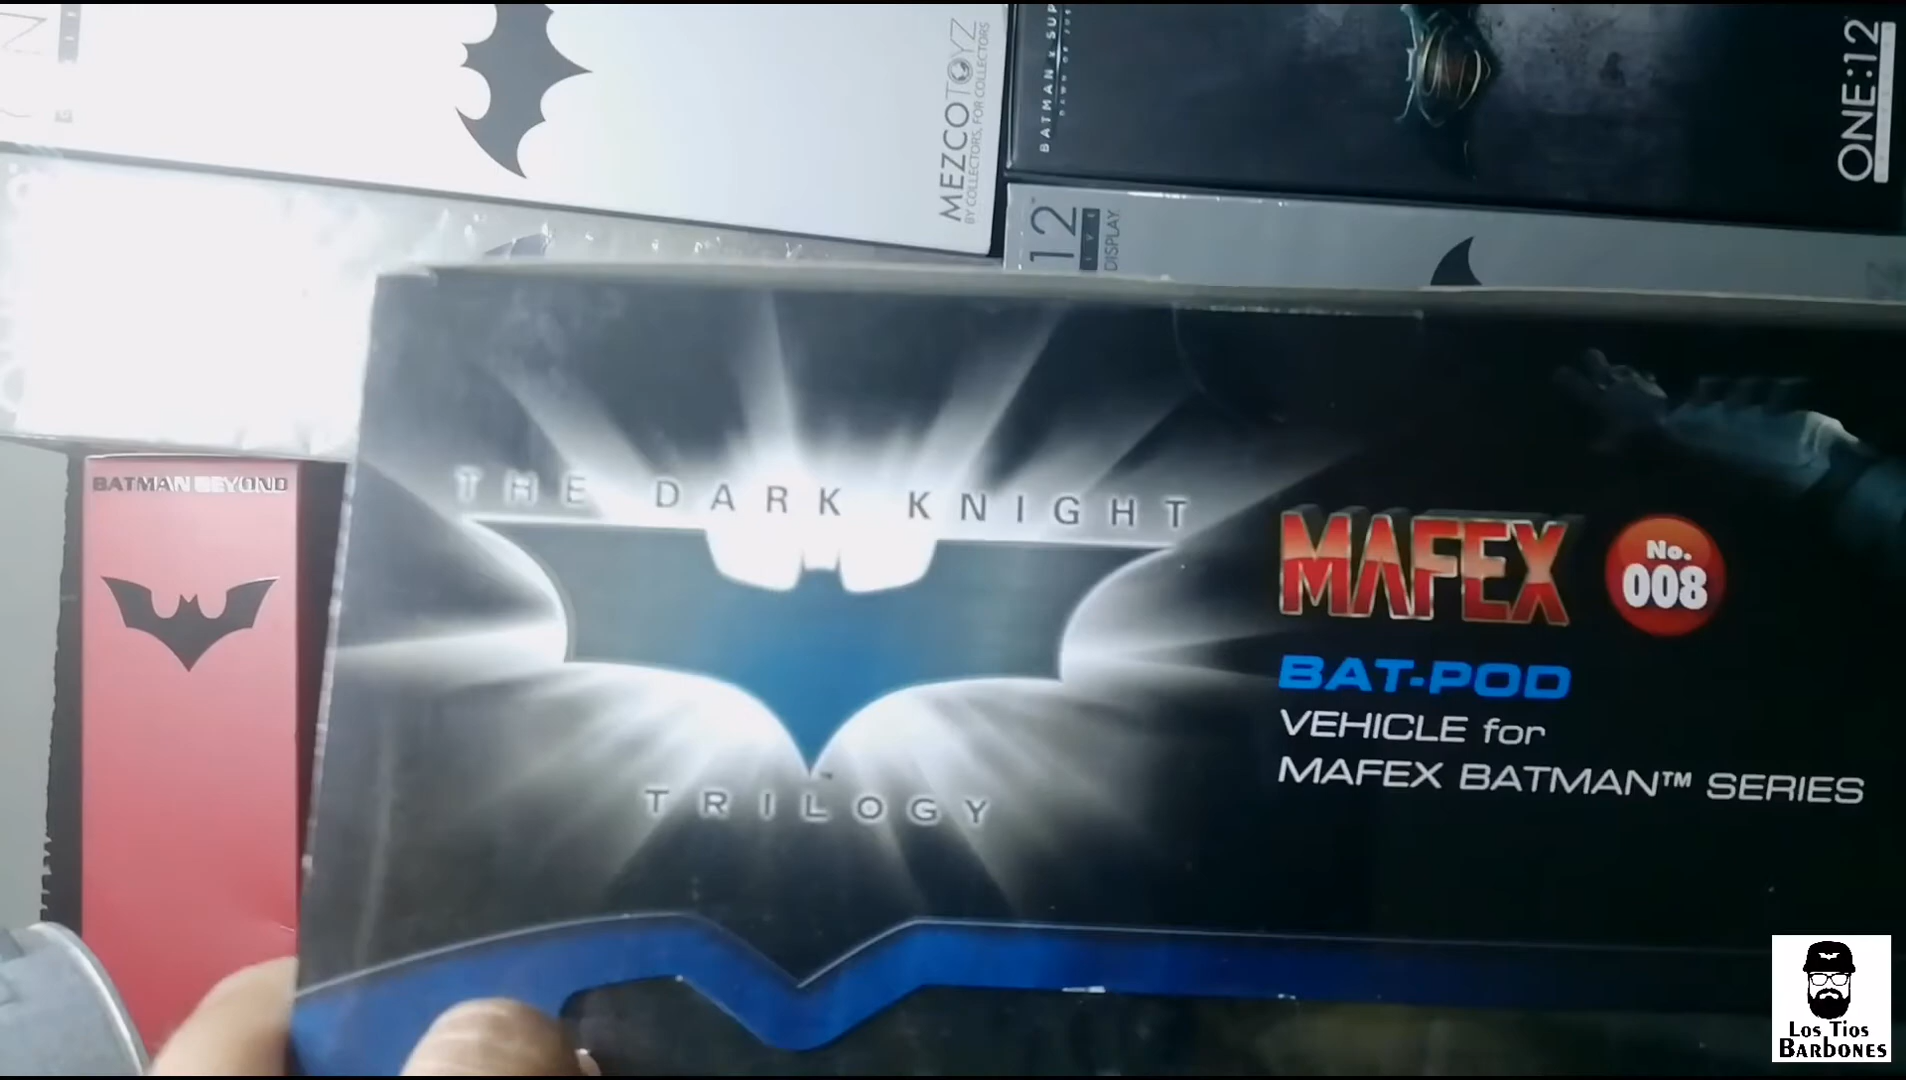 MEZCOTOYZ
BY COLLECTORS, FOR COLLECTORS
BATMAN v SUP
ONE:12
12
DISPLAY
BATMAN BEYOND
THE DARK KNIGHT
TRILOGY
MAFEX
No.
008
BAT-POD
VEHICLE for
MAFEX BATMAN™ SERIES
LOS TIOS
BARBONES